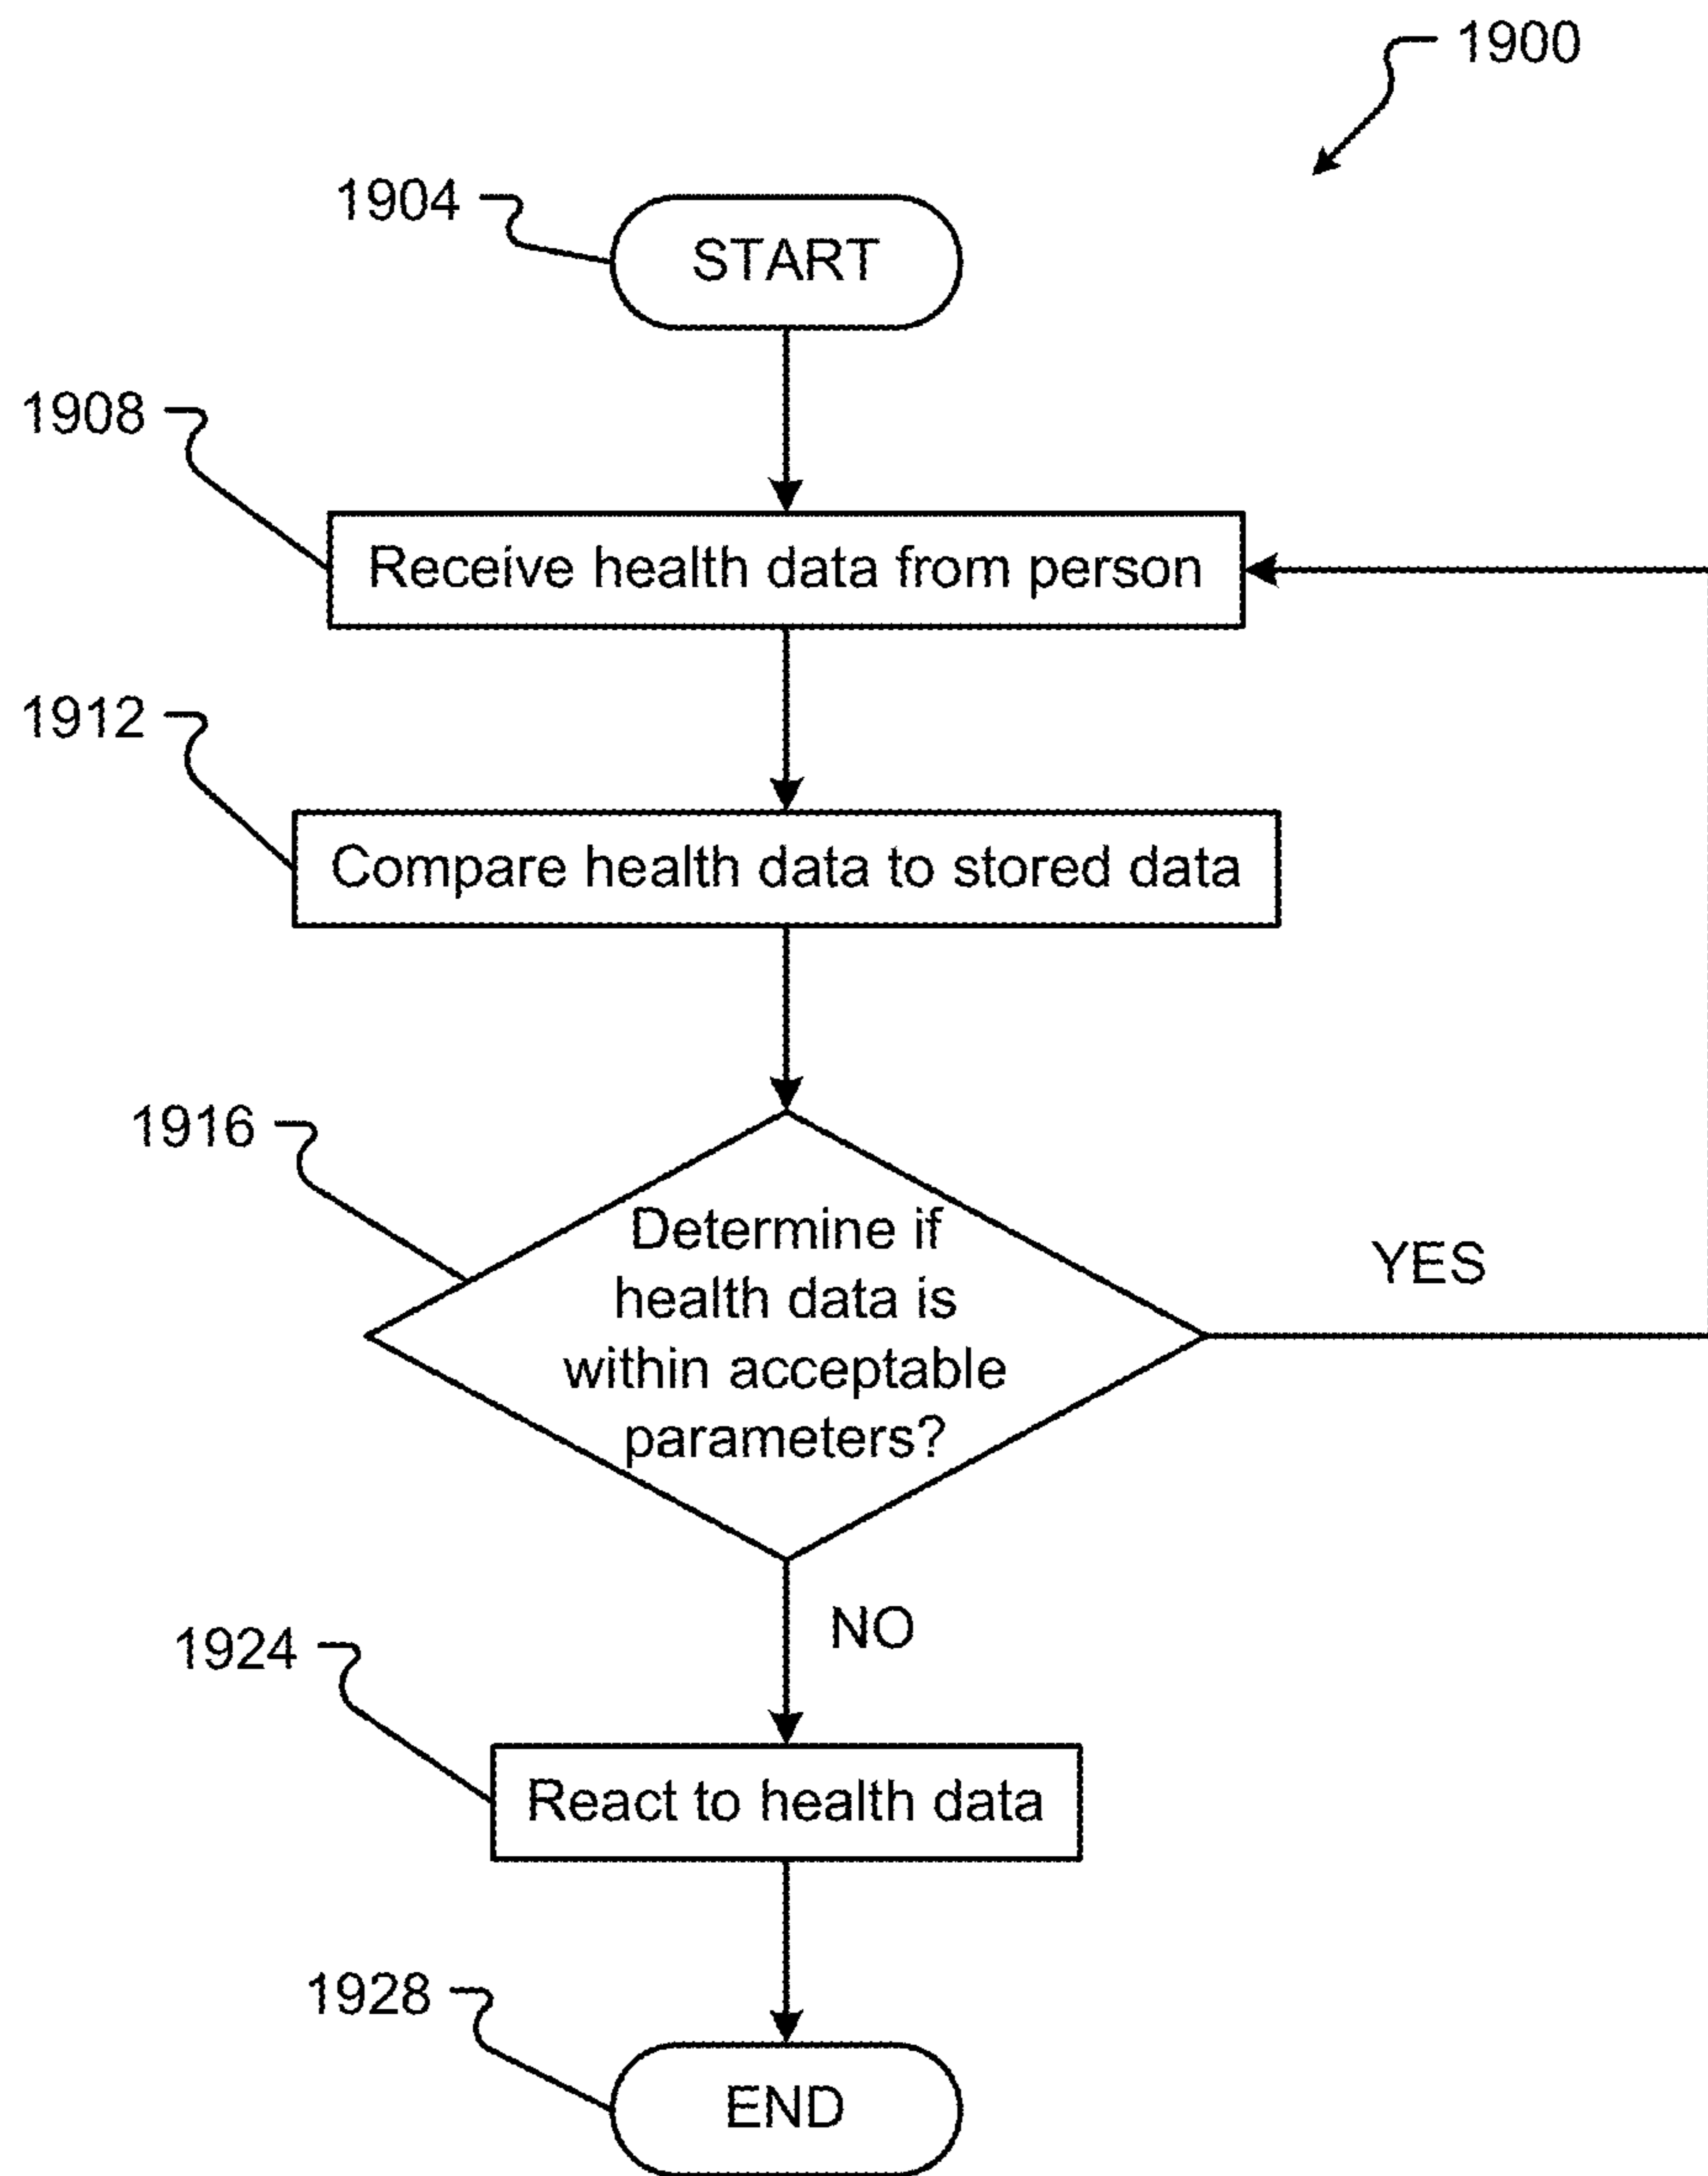 1900
1904
START
1908
Receive health data from person
1912
Compare health data to stored data
1916
Determine if
health data is
within acceptable
parameters?
YES
NO
1924
React to health data
1928
END